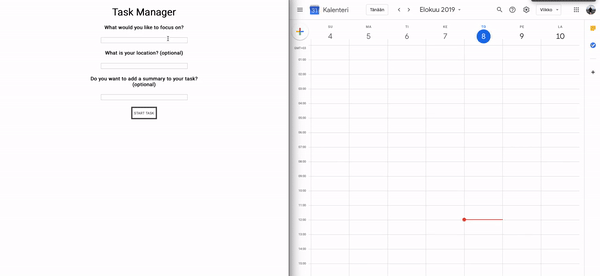 Task Manager
What would you like to focus on?
What is your location? (optional)
Do you want to add a summary to your task?
(optional)
START TASK
31
Kalenteri
Tänään
Elokuu 2019
Viikko
SU
MA
TI
KE
TO
PE
LA
4
5
6
7
8
9
10
GMT+03
01.00
02.00
03.00
04.00
05.00
06.00
07.00
08.00
09.00
10.00
11.00
12.00
13.00
14.00
15.00